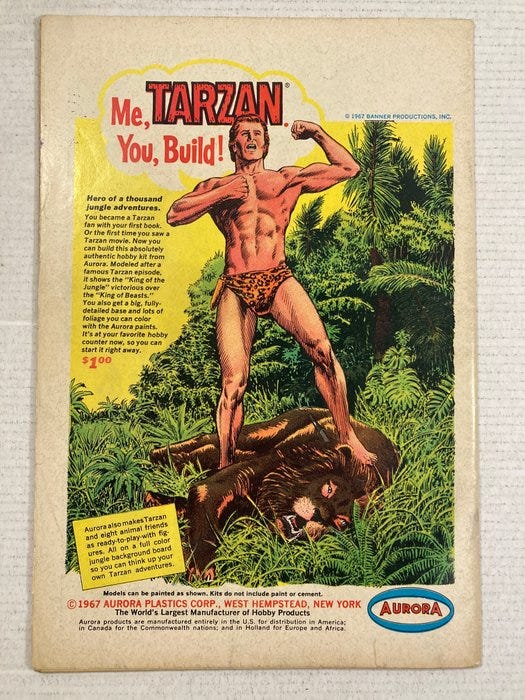 Me, TARZAN®.
You, Build!
© 1967 BANNER PRODUCTIONS, INC.
Hero of a thousand
jungle adventures.
You became a Tarzan
fan with your first book.
Or the first time you saw a
Tarzan movie. Now you
can build this absolutely
authentic hobby kit from
Aurora. Modeled after a
famous Tarzan episode,
it shows the "King of the
Jungle" victorious over
the "King of Beasts."
You also get a big, fully-
detailed base and lots of
foliage you can color
with the Aurora paints.
It's at your favorite hobby
counter now, so you can
start it right away.
$1.00
Aurora also makes Tarzan
and eight animal friends
as ready-to-play-with fig-
ures. All on a full color
jungle background board
so you can think up your
own Tarzan adventures.
Models can be painted as shown. Kits do not include paint or cement.
© 1967 AURORA PLASTICS CORP., WEST HEMPSTEAD, NEW YORK
The World's Largest Manufacturer of Hobby Products
Aurora products are manufactured entirely in the U.S. for distribution in America;
in Canada for the Commonwealth nations; and in Holland for Europe and Africa.
AURORA